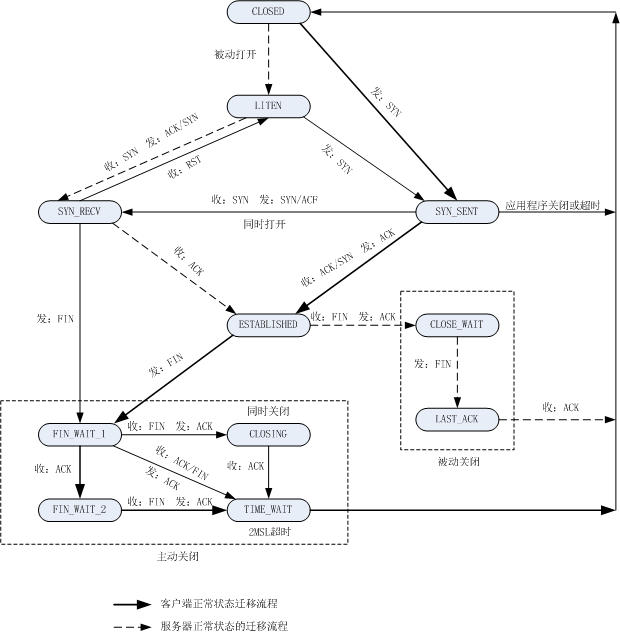 CLOSED
被动打开
发：SYN
LITEN
收：SYN 发：ACK/SYN
收：RST
发：SYN
SYN_RECV
收：SYN 发：SYN/ACF
同时打开
SYN_SENT
应用程序关闭或超时
收：ACK
收：ACK/SYN 发：ACK
发：FIN
ESTABLISHED
收：FIN 发：ACK
CLOSE_WAIT
发：FIN
发：FIN
LAST_ACK
收：ACK
被动关闭
同时关闭
FIN_WAIT_1
收：FIN 发：ACK
CLOSING
收：ACK
收：ACK/FIN
发：ACK
收：ACK
FIN_WAIT_2
收：FIN 发：ACK
TIME_WAIT
2MSL超时
主动关闭
客户端正常状态迁移流程
服务器正常状态的迁移流程